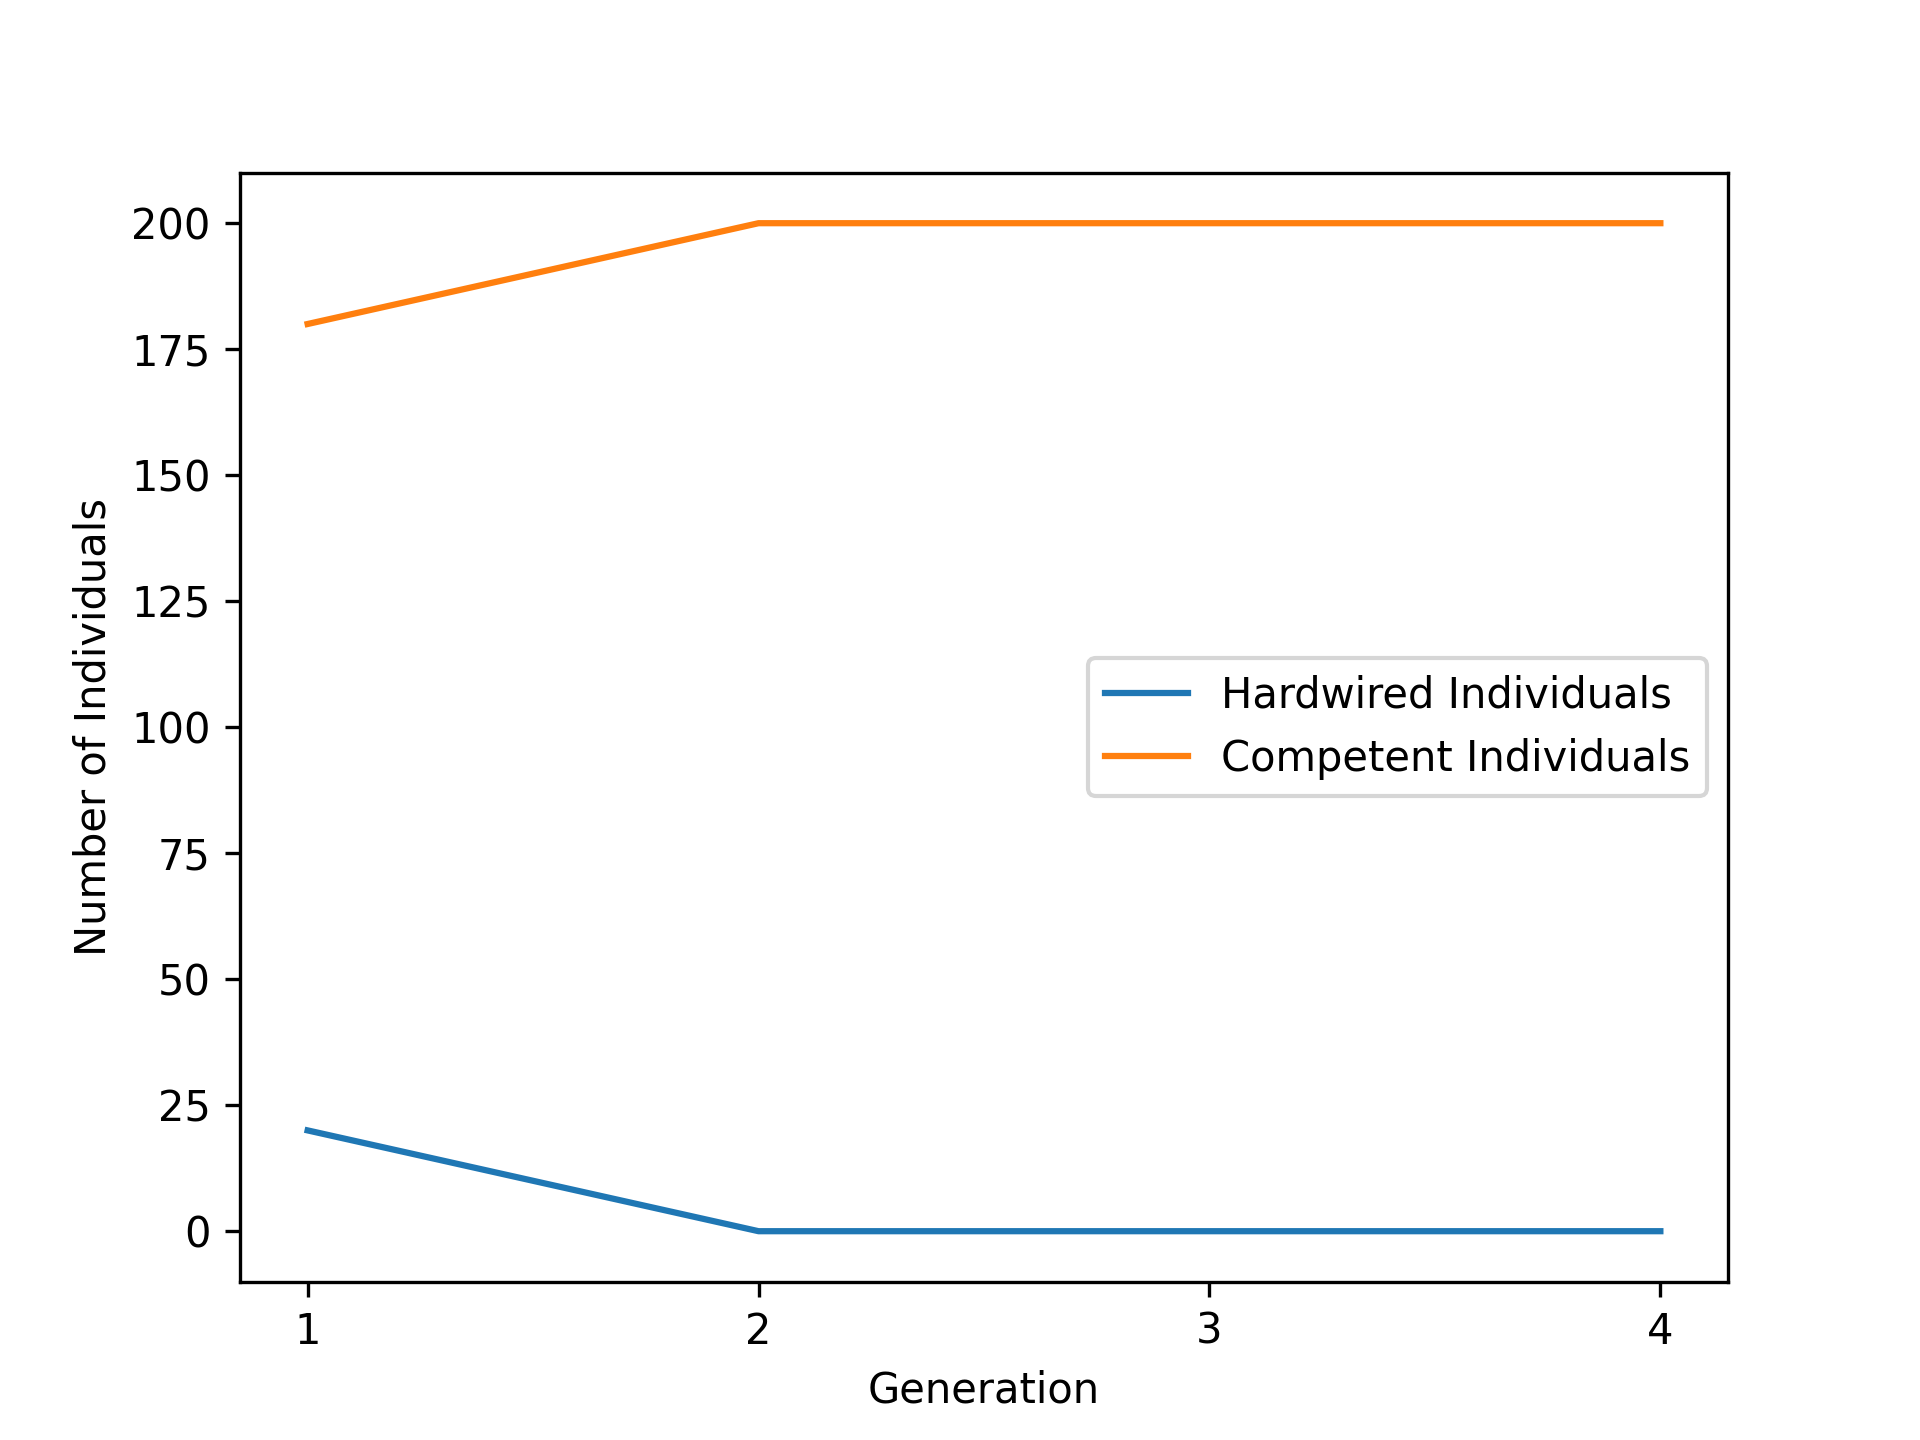 200
175
150
125
100
75
50
25
0
Number of Individuals
Hardwired Individuals
Competent Individuals
1 2 3 4
Generation